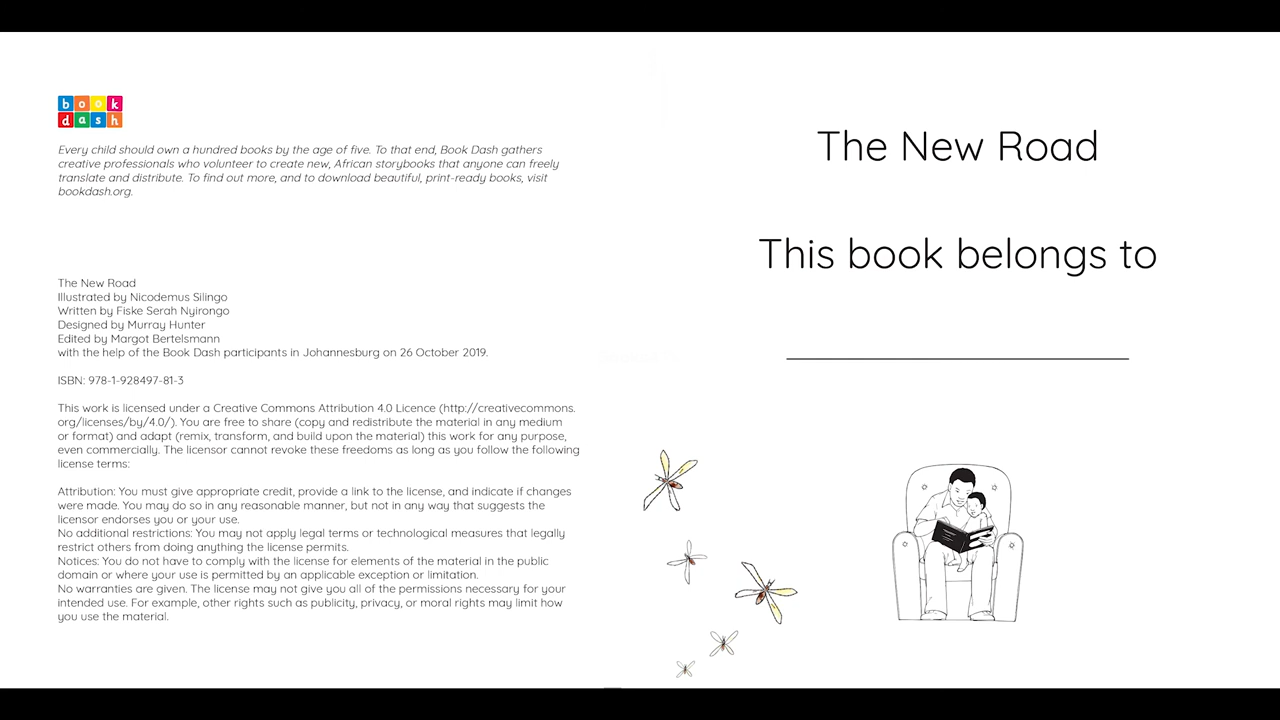 book
dash
Every child should own a hundred books by the age of five. To that end, Book Dash gathers
creative professionals who volunteer to create new, African storybooks that anyone can freely
translate and distribute. To find out more, and to download beautiful, print-ready books, visit
bookdash.org.
The New Road
Illustrated by Nicodemus Silingo
Written by Fiske Serah Nyirongo
Designed by Murray Hunter
Edited by Margot Bertelsmann
with the help of the Book Dash participants in Johannesburg on 26 October 2019.
ISBN: 978-1-928497-81-3
This work is licensed under a Creative Commons Attribution 4.0 Licence (http://creativecommons.
org/licenses/by/4.0/). You are free to share (copy and redistribute the material in any medium
or format) and adapt (remix, transform, and build upon the material) this work for any purpose,
even commercially. The licensor cannot revoke these freedoms as long as you follow the following
license terms:
Attribution: You must give appropriate credit, provide a link to the license, and indicate if changes
were made. You may do so in any reasonable manner, but not in any way that suggests the
licensor endorses you or your use.
No additional restrictions: You may not apply legal terms or technological measures that legally
restrict others from doing anything the license permits.
Notices: You do not have to comply with the license for elements of the material in the public
domain or where your use is permitted by an applicable exception or limitation.
No warranties are given. The license may not give you all of the permissions necessary for your
intended use. For example, other rights such as publicity, privacy, or moral rights may limit how
you use the material.
The New Road
This book belongs to